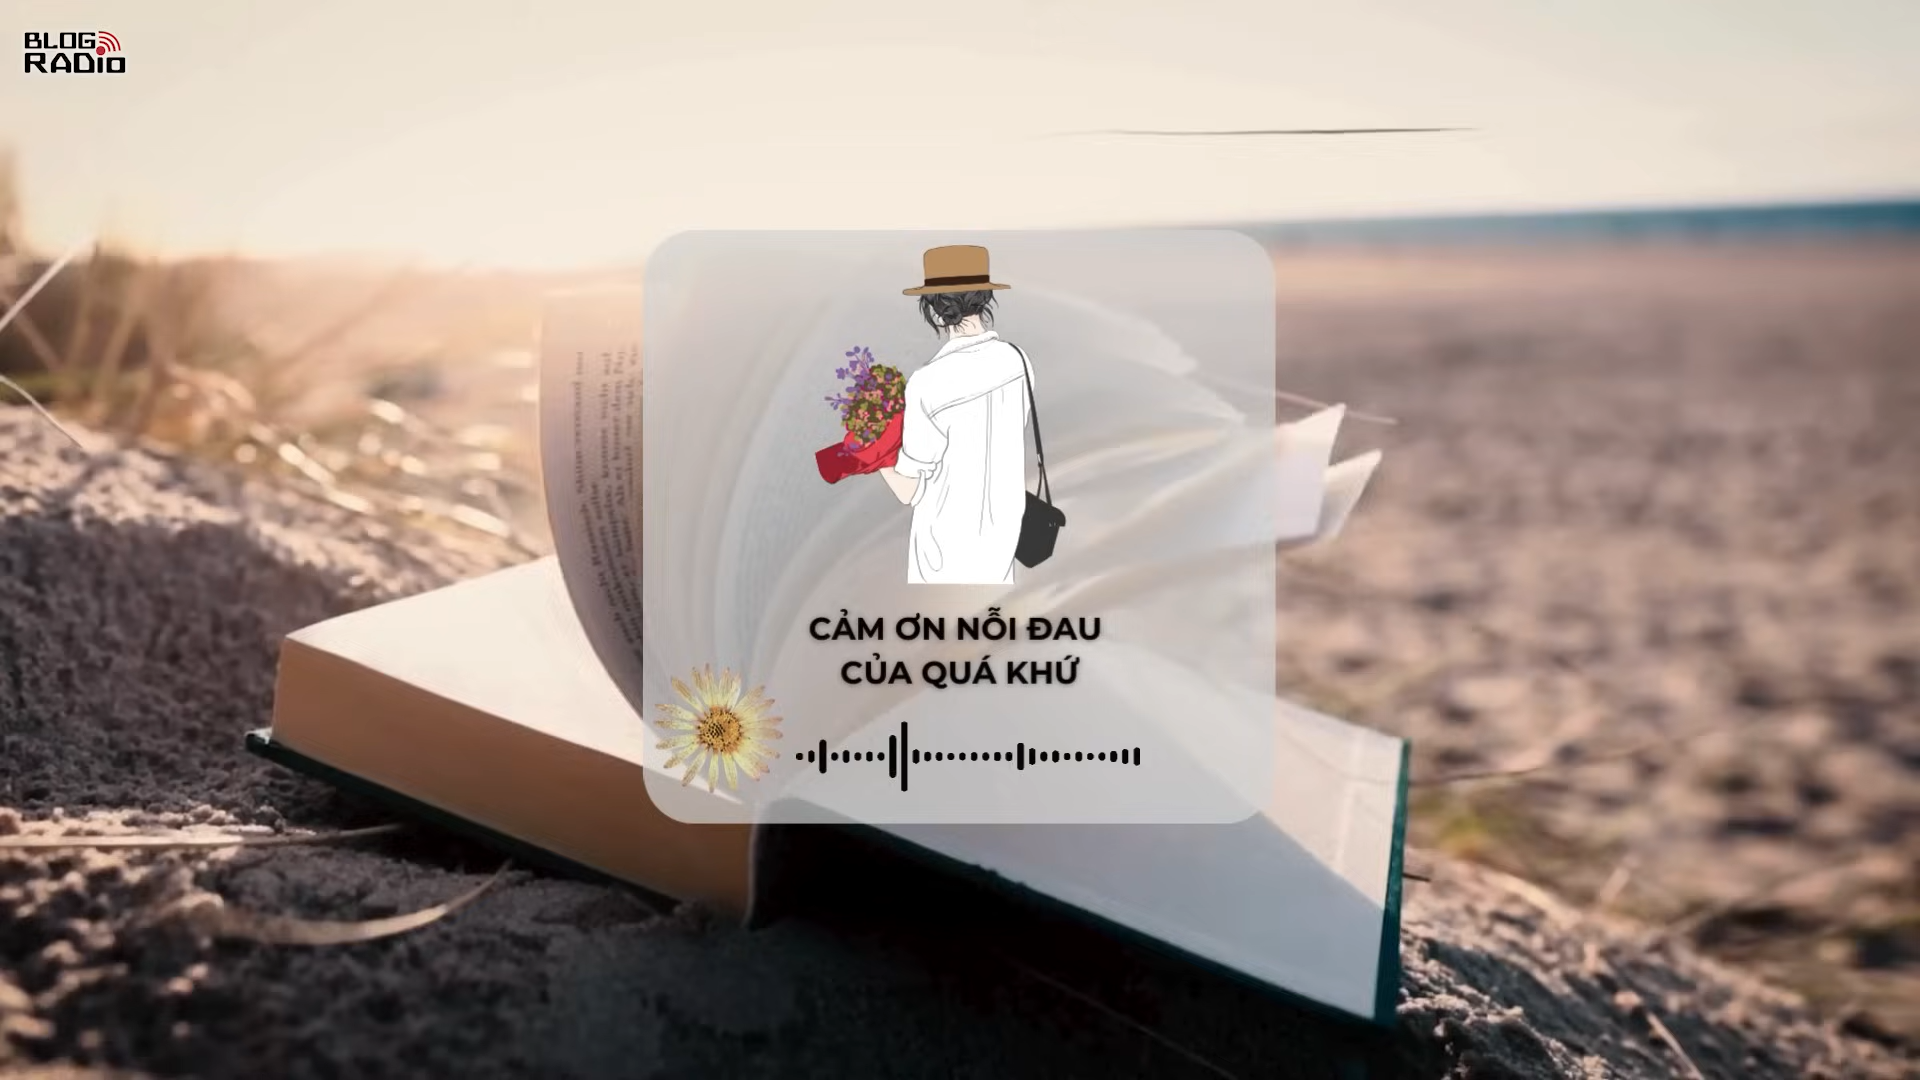 BLOG
RADIO
CẢM ƠN NỖI ĐAU
CỦA QUÁ KHỨ